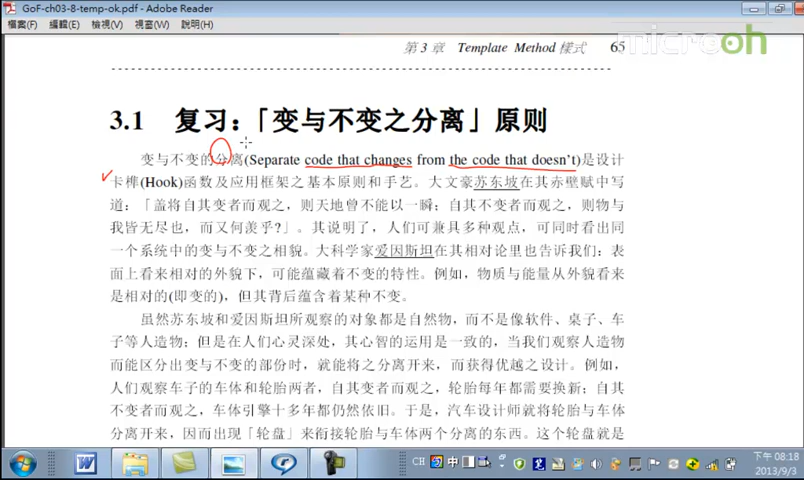 GoF-ch03-8-temp-ok.pdf - Adobe Reader
檔案(F) 編輯(E) 檢視(V) 視窗(W) 說明(H)
第 3 章 Template Method 樣式 65
microoh
3.1 复习：「变与不变之分离」原则
变与不变的分离(Separate code that changes from the code that doesn't)是设计
卡榫(Hook)函数及应用框架之基本原则和手艺。大文豪苏东坡在其赤壁赋中写
道：「盖将自其变者而观之，则天地曾不能以一瞬；自其不变者而观之，则物与
我皆无尽也，而又何羡乎?」。其说明了，人们可兼具多种观点，可同时看出同
一个系统中的变与不变之相貌。大科学家爱因斯坦在其相对论里也告诉我们：表
面上看来相对的外貌下，可能蕴藏着不变的特性。例如，物质与能量从外貌看来
是相对的(即变的)，但其背后蕴含着某种不变。
虽然苏东坡和爱因斯坦所观察的对象都是自然物，而不是像软件、桌子、车
子等人造物；但是在人们心灵深处，其心智的运用是一致的，当我们观察人造物
而能区分出变与不变的部份时，就能将之分离开来，而获得优越之设计。例如，
人们观察车子的车体和轮胎两者，自其变者而观之，轮胎每年都需要换新；自其
不变者而观之，车体引擎十多年都仍然依旧。于是，汽车设计师就将轮胎与车体
分离开来，因而出现「轮盘」来衔接轮胎与车体两个分离的东西。这个轮盘就是
CH 中 下午 08:18
2013/9/3